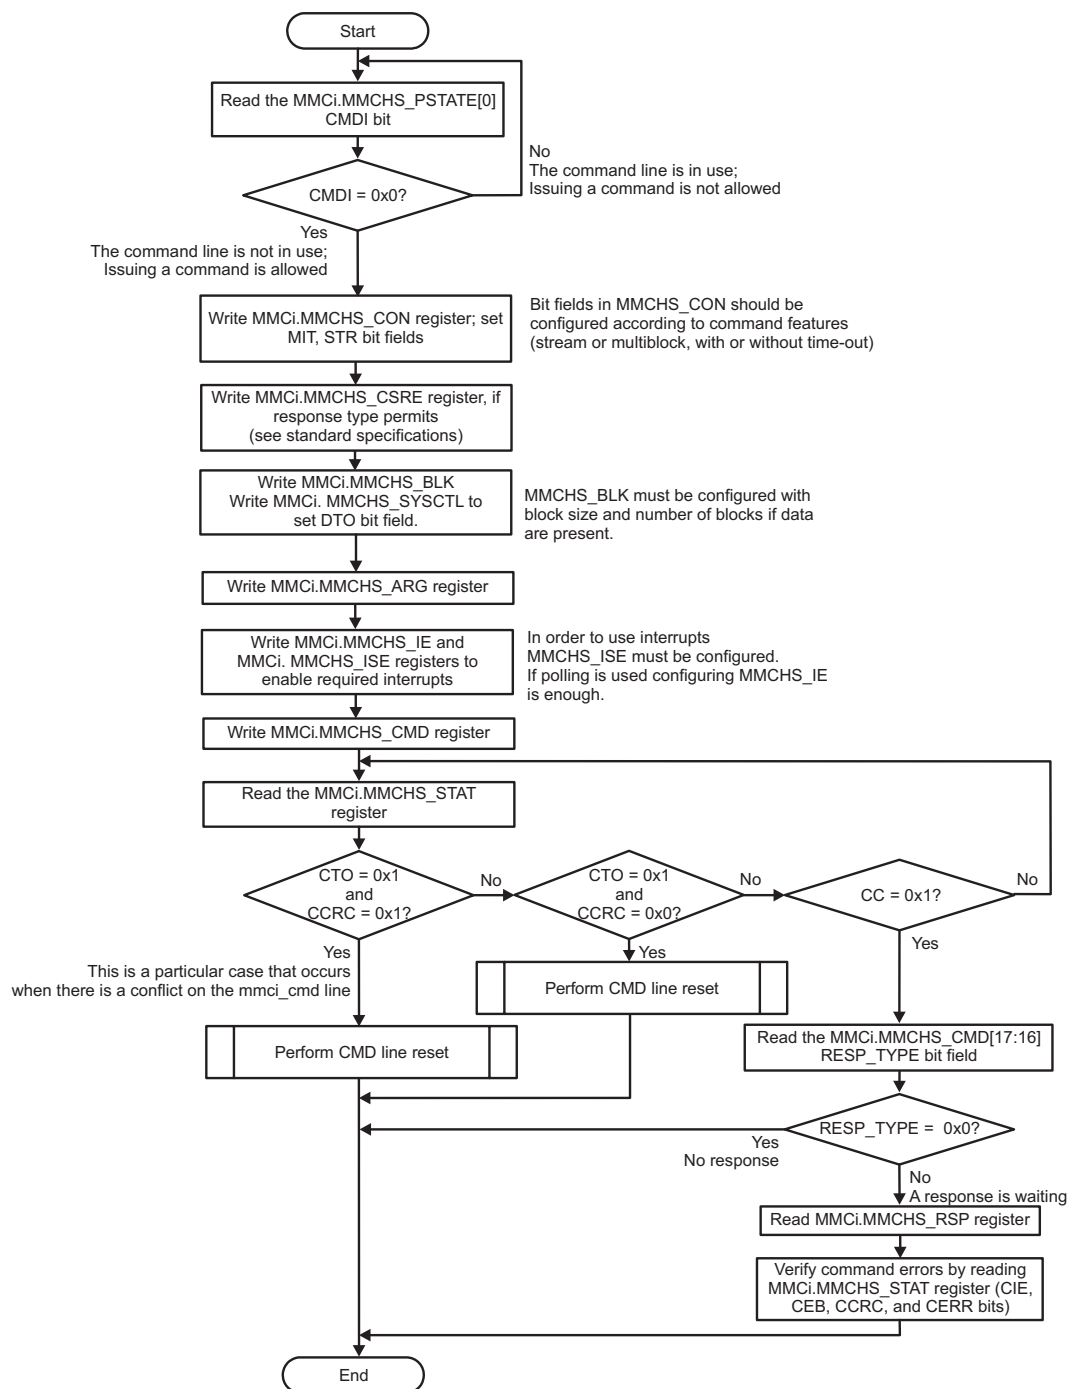 Start
Read the MMCi.MMCHS_PSTATE[0]
CMDI bit
No
The command line is in use;
Issuing a command is not allowed
CMDI = 0x0?
Yes
The command line is not in use;
Issuing a command is allowed
Write MMCi.MMCHS_CON register; set
MIT, STR bit fields
Bit fields in MMCHS_CON should be
configured according to command features
(stream or multiblock, with or without time-out)
Write MMCi.MMCHS_CSRE register, if
response type permits
(see standard specifications)
Write MMCi.MMCHS_BLK
Write MMCi. MMCHS_SYSCTL to
set DTO bit field.
MMCHS_BLK must be configured with
block size and number of blocks if data
are present.
Write MMCi.MMCHS_ARG register
Write MMCi.MMCHS_IE and
MMCi. MMCHS_ISE registers to
enable required interrupts
In order to use interrupts
MMCHS_ISE must be configured.
If polling is used configuring MMCHS_IE
is enough.
Write MMCi.MMCHS_CMD register
Read the MMCi.MMCHS_STAT
register
CTO = 0x1
and
CCRC = 0x1?
No
CTO = 0x1
and
CCRC = 0x0?
No
CC = 0x1?
No
Yes
This is a particular case that occurs
when there is a conflict on the mmci_cmd line
Yes
Yes
Perform CMD line reset
Perform CMD line reset
Read the MMCi.MMCHS_CMD[17:16]
RESP_TYPE bit field
RESP_TYPE = 0x0?
Yes
No response
No
A response is waiting
Read MMCi.MMCHS_RSP register
Verify command errors by reading
MMCi.MMCHS_STAT register (CIE,
CEB, CCRC, and CERR bits)
End